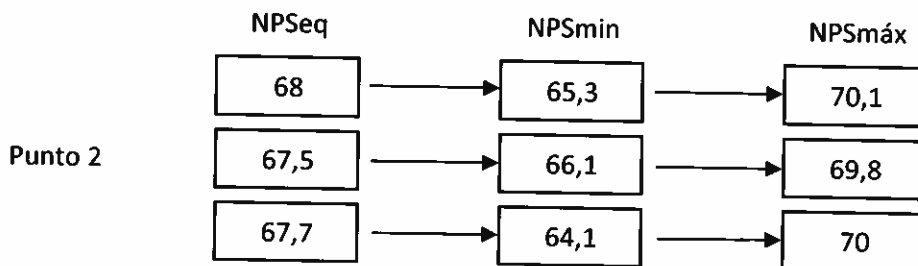 NPSeq NPSmin NPSmáx
68 65,3 70,1
Punto 2 67,5 66,1 69,8
67,7 64,1 70